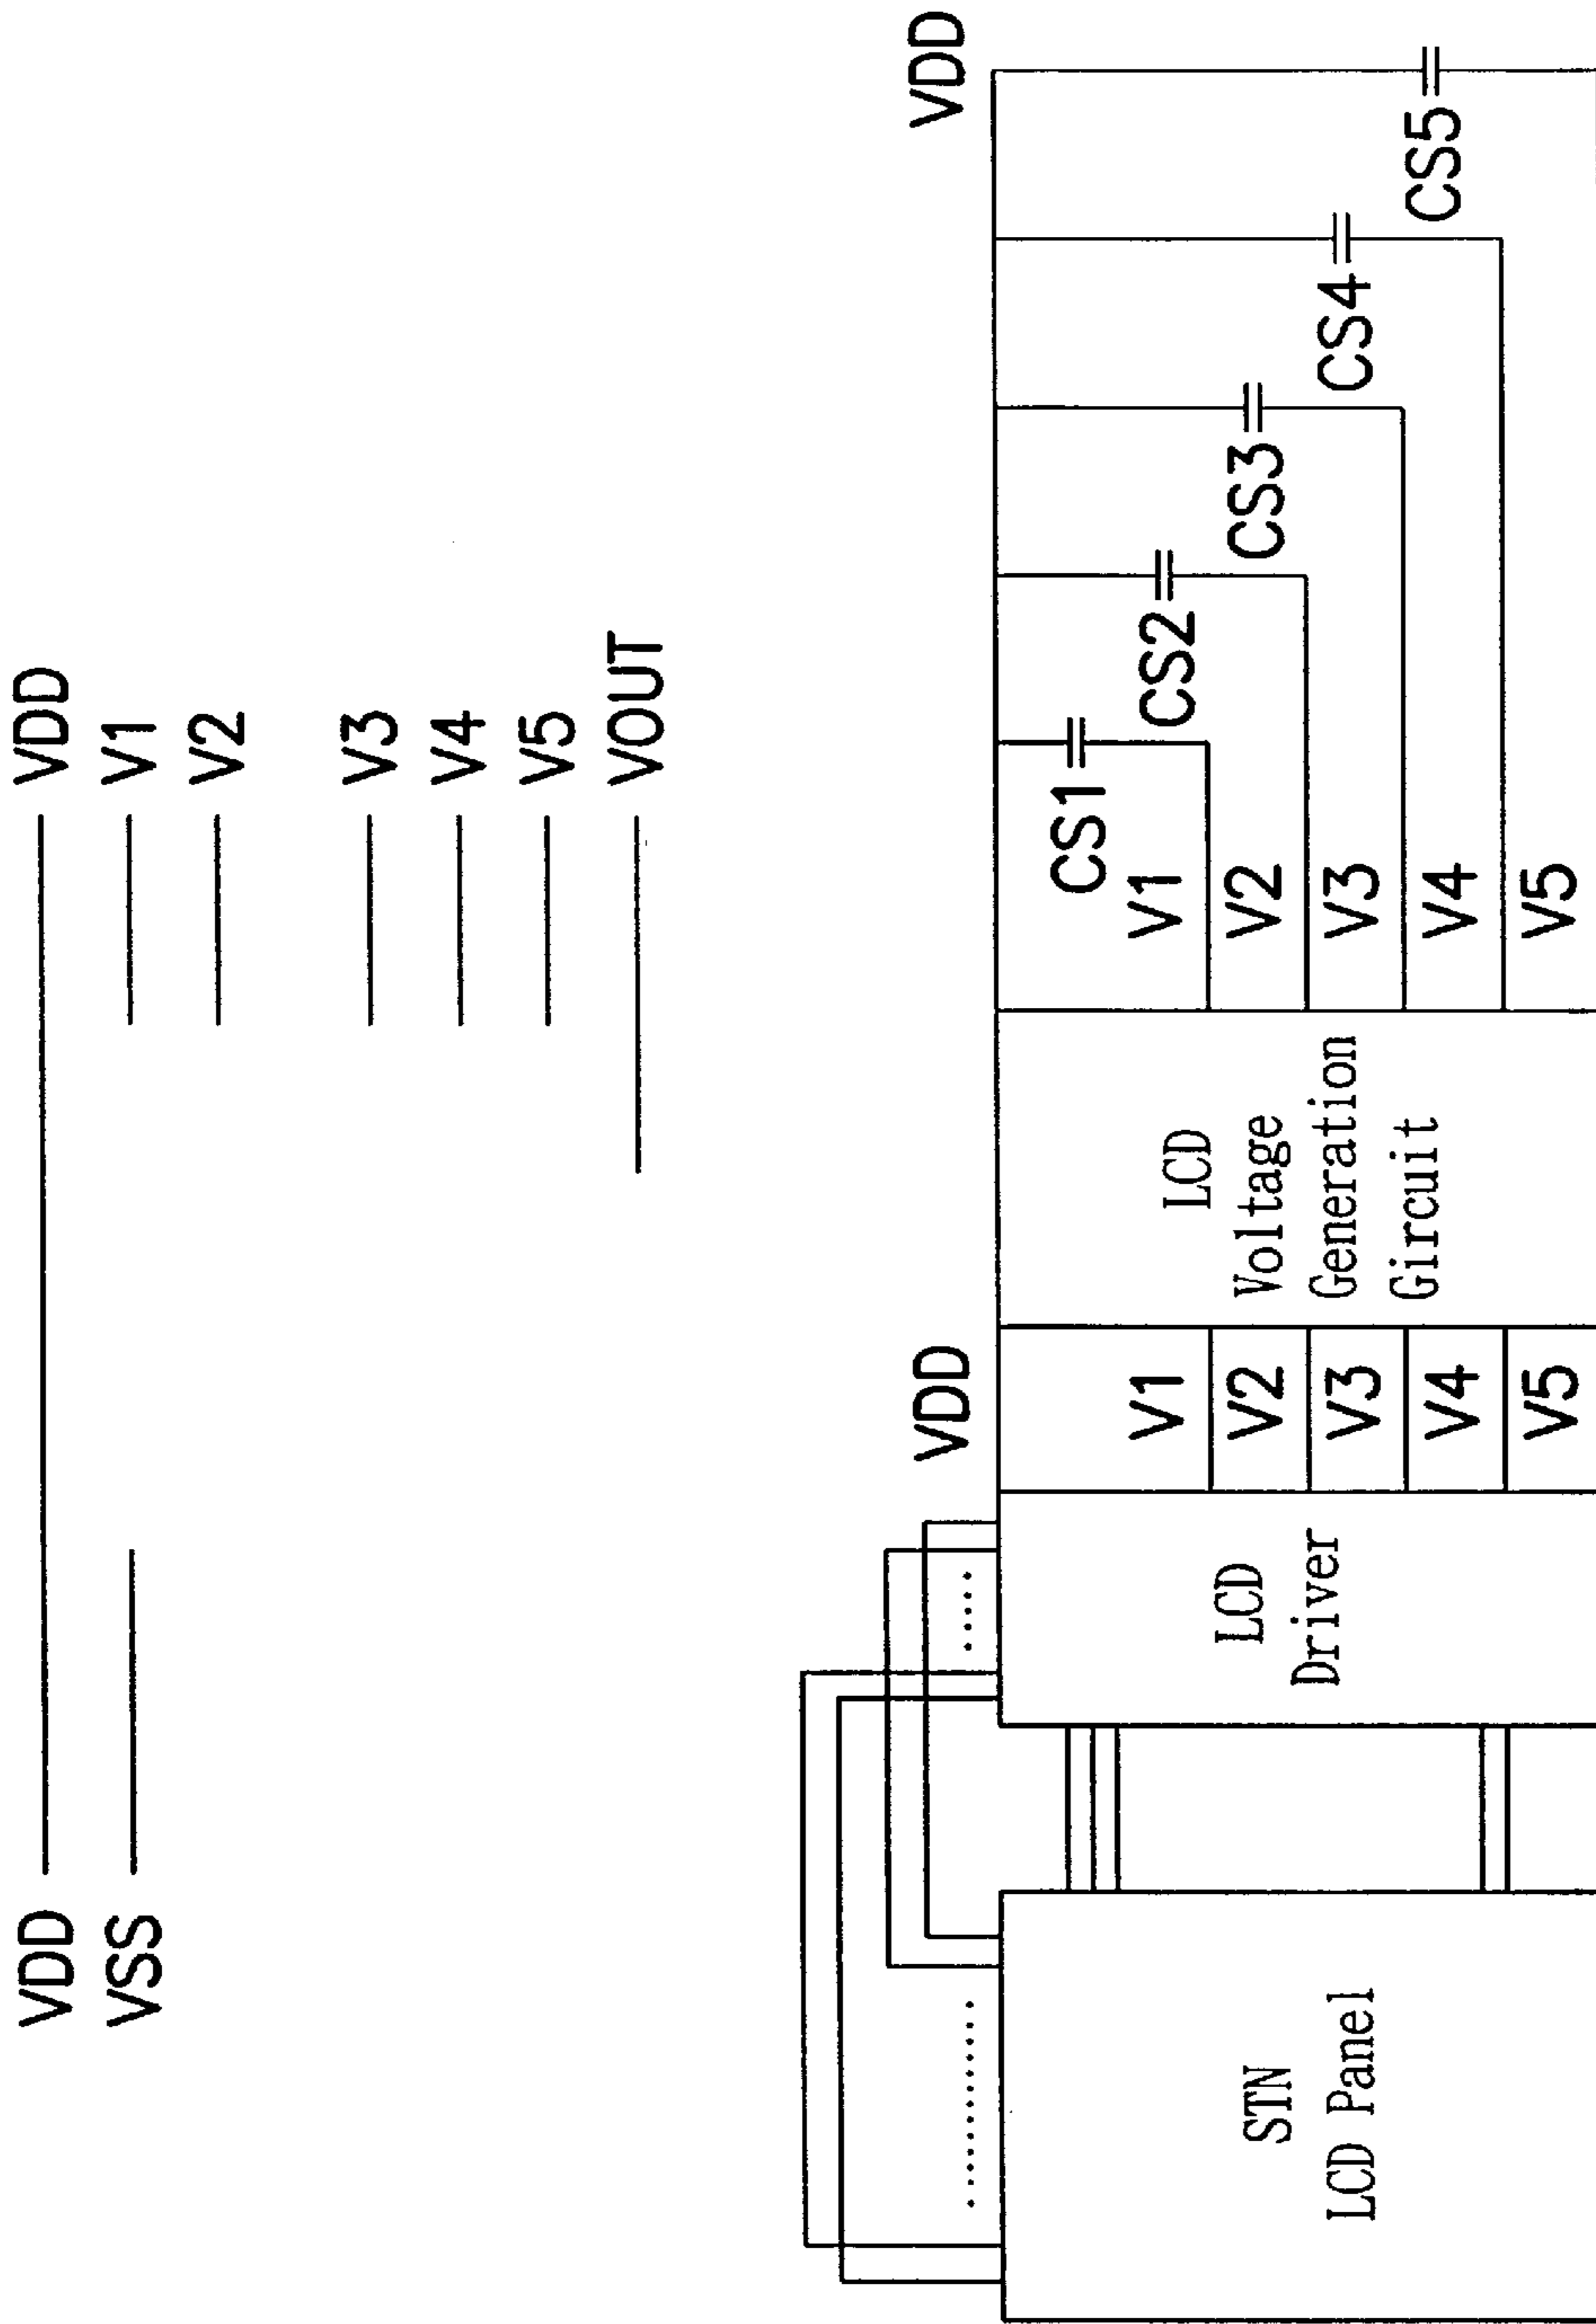 VDD
VSS
VDD
V1
V2
V3
V4
V5
VOUT
STN
LCD Panel
LCD
Driver
VDD
V1
V2
V3
V4
V5
LCD
Voltage
Generation
Gircuit
VDD
V1
V2
V3
V4
V5
CS1
CS2
CS3
CS4
CS5